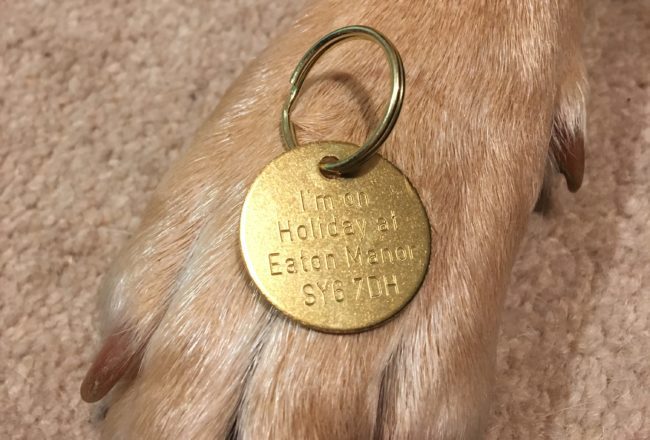 I'm on
Holiday at
Eaton Manor
SY6 7DH